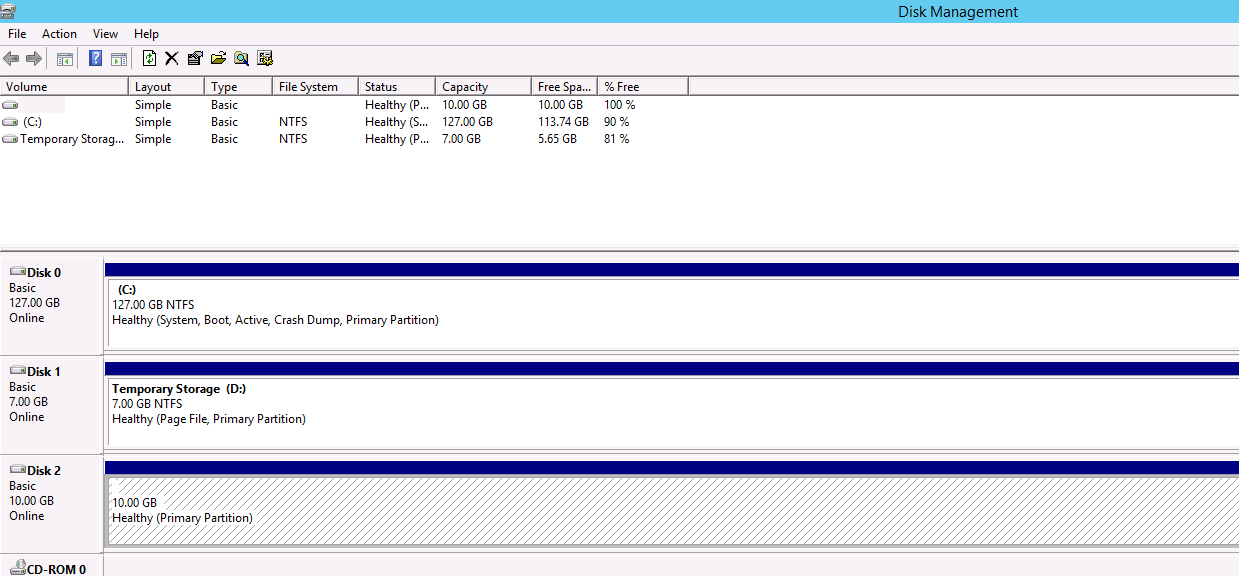 Disk Management
File Action View Help
Volume Layout Type File System Status Capacity Free Spa... % Free
Simple Basic Healthy (P... 10.00 GB 10.00 GB 100 %
(C:) Simple Basic NTFS Healthy (S... 127.00 GB 113.74 GB 90 %
Temporary Storag... Simple Basic NTFS Healthy (P... 7.00 GB 5.65 GB 81 %
Disk 0
Basic
127.00 GB
Online
(C:)
127.00 GB NTFS
Healthy (System, Boot, Active, Crash Dump, Primary Partition)
Disk 1
Basic
7.00 GB
Online
Temporary Storage (D:)
7.00 GB NTFS
Healthy (Page File, Primary Partition)
Disk 2
Basic
10.00 GB
Online
10.00 GB
Healthy (Primary Partition)
CD-ROM 0